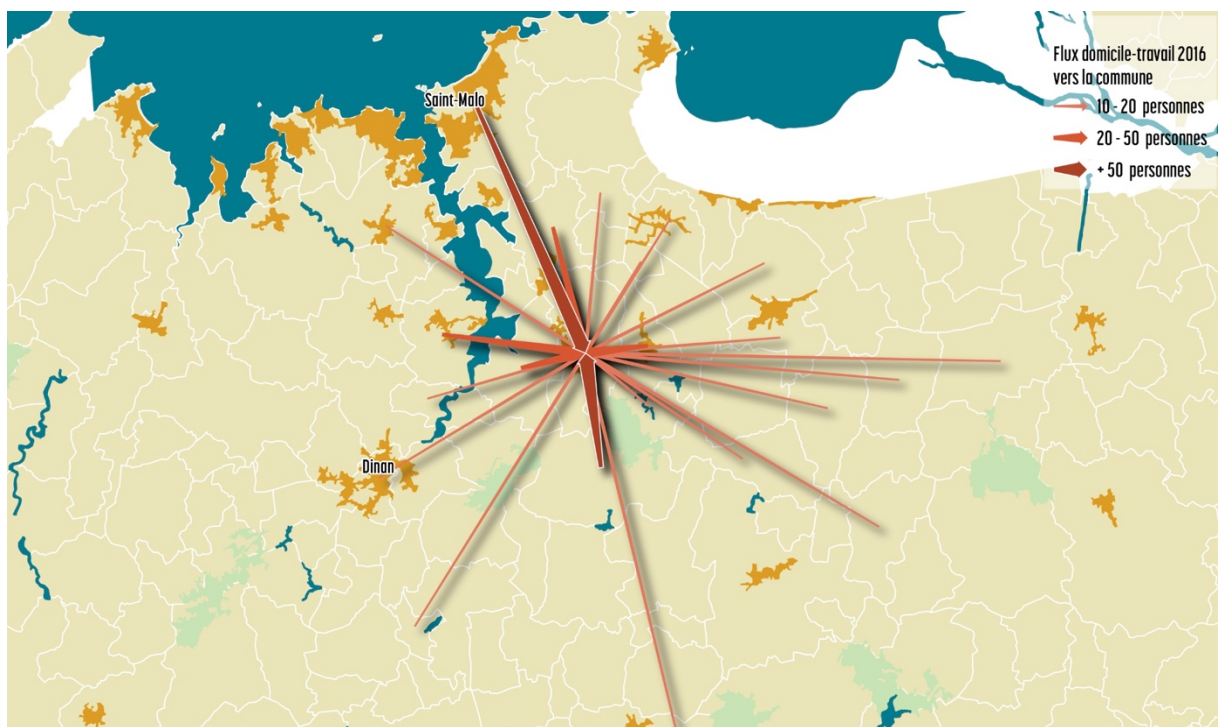 Flux domicile-travail 2016
vers la commune
10 - 20 personnes
20 - 50 personnes
+ 50 personnes
Saint-Malo
Dinan